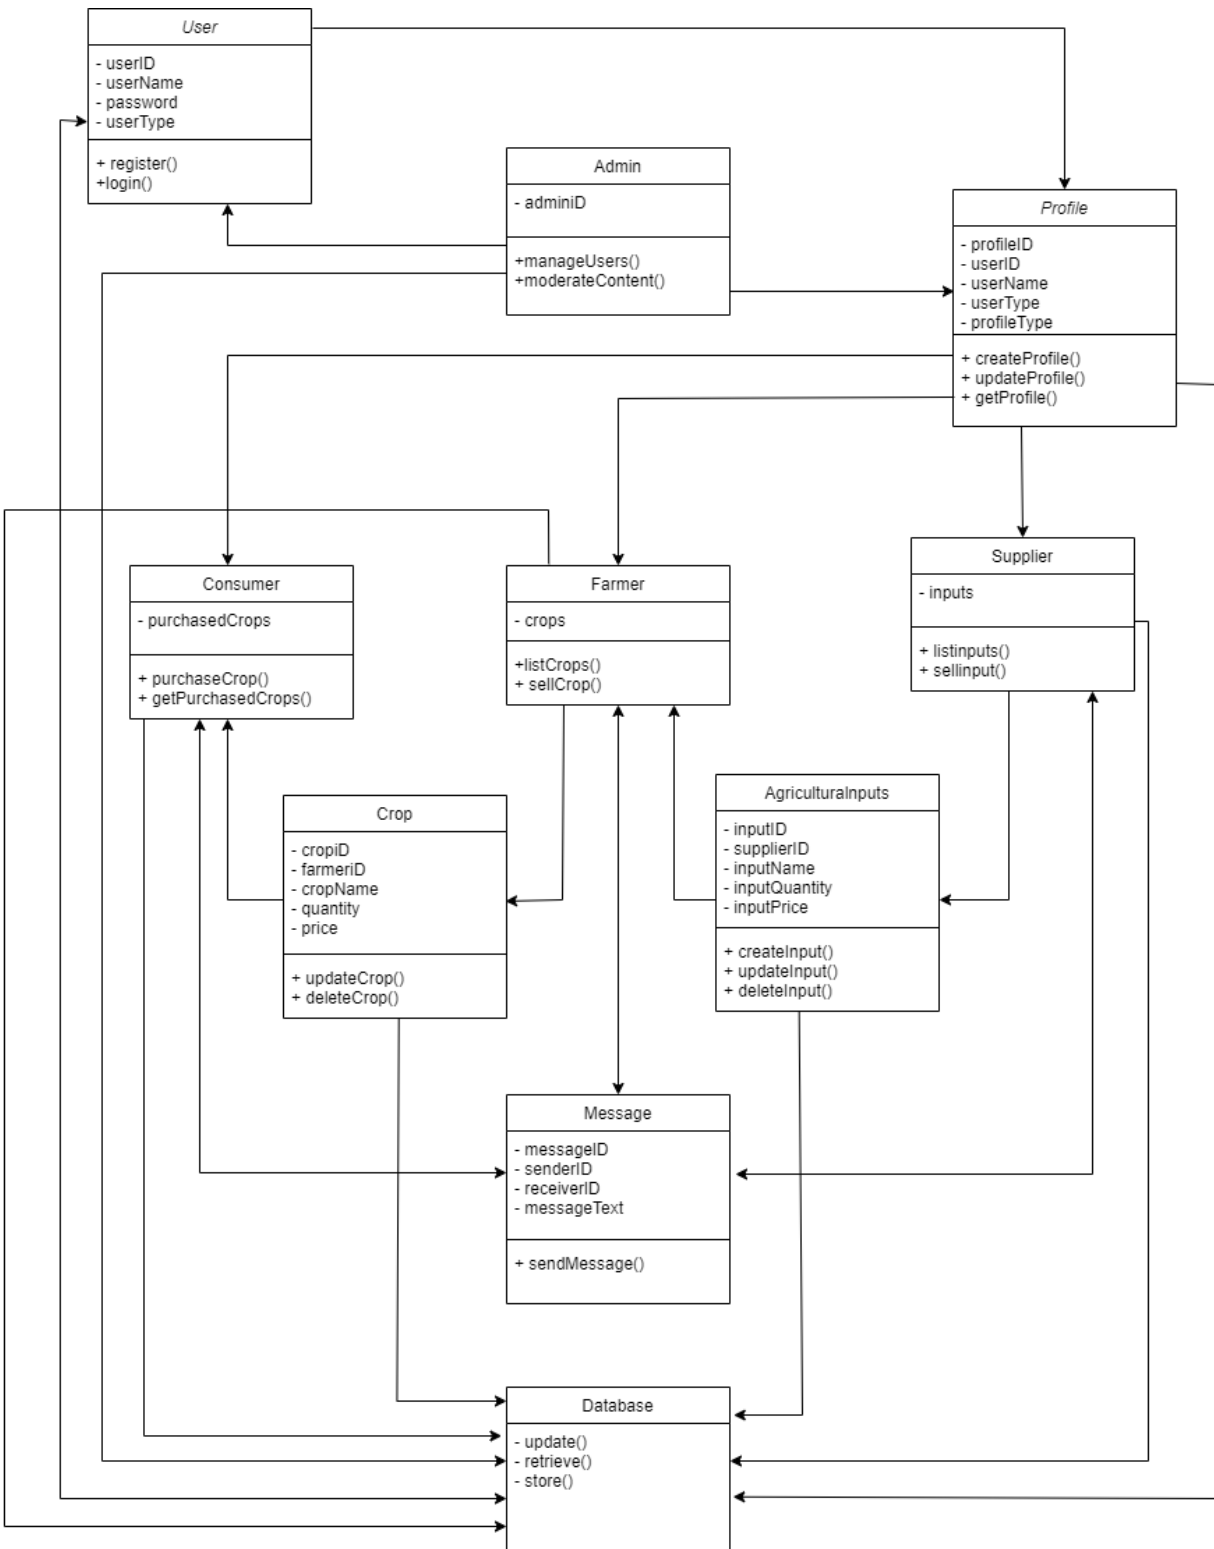 User
- userID
- userName
- password
- userType
+ register()
+login()
Admin
- adminiD
+manageUsers()
+moderateContent()
Profile
- profileID
- userID
- userName
- userType
- profileType
+ createProfile()
+ updateProfile()
+ getProfile()
Consumer
- purchasedCrops
+ purchaseCrop()
+ getPurchasedCrops()
Farmer
- crops
+listCrops()
+ sellCrop()
Supplier
- inputs
+ listinputs()
+ sellinput()
Crop
- cropiD
- farmeriD
- cropName
- quantity
- price
+ updateCrop()
+ deleteCrop()
AgriculturaInputs
- inputID
- supplierID
- inputName
- inputQuantity
- inputPrice
+ createInput()
+ updateInput()
+ deleteInput()
Message
- messageID
- senderID
- receiverID
- messageText
+ sendMessage()
Database
- update()
- retrieve()
- store()